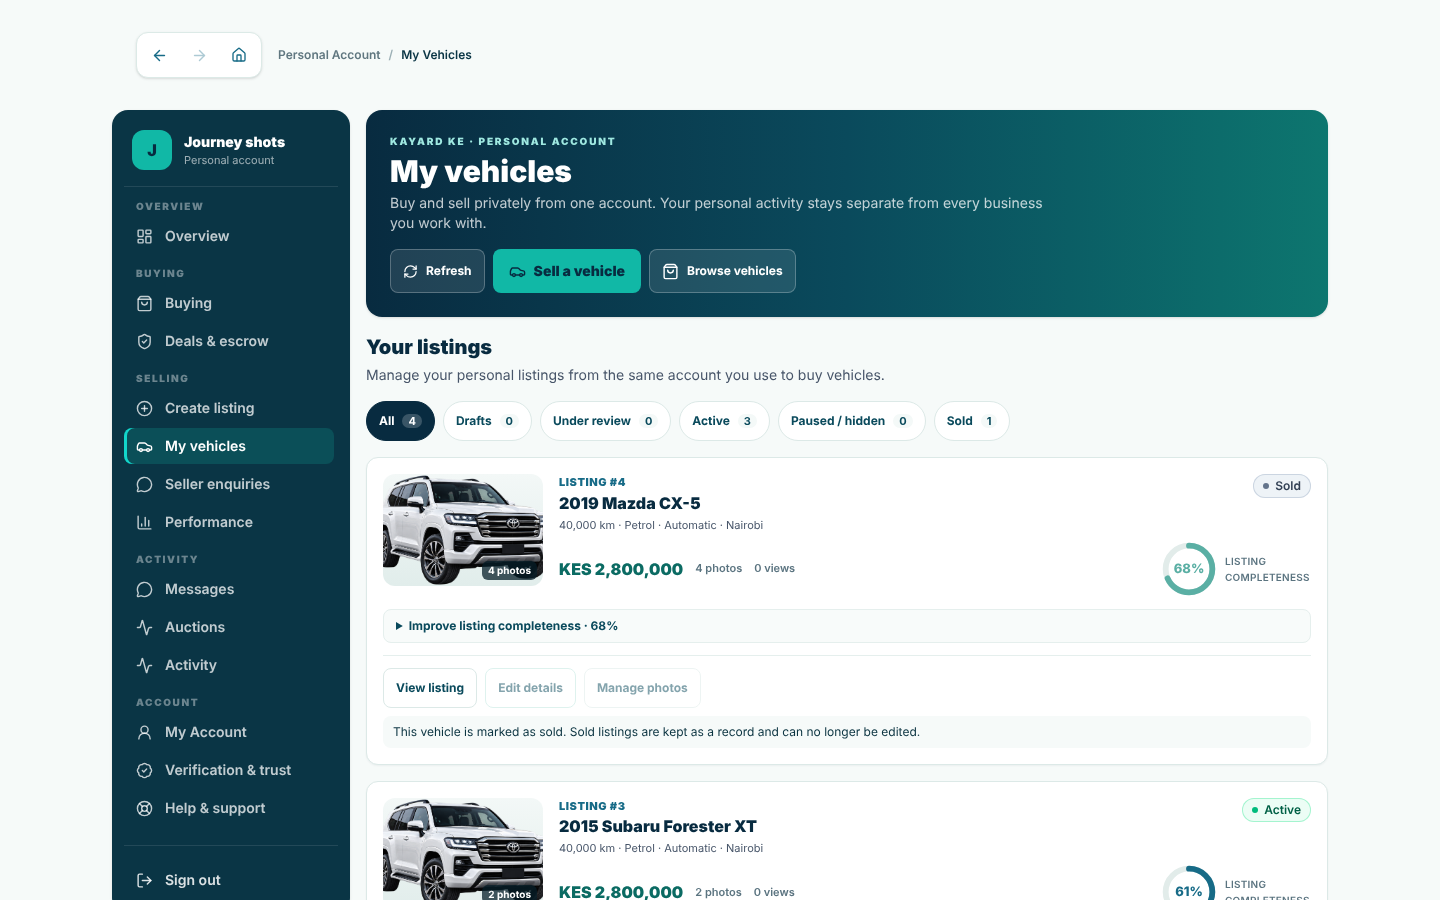 Personal Account / My Vehicles
J
Journey shots
Personal account
OVERVIEW
Overview
BUYING
Buying
Deals & escrow
SELLING
Create listing
My vehicles
Seller enquiries
Performance
ACTIVITY
Messages
Auctions
Activity
ACCOUNT
My Account
Verification & trust
Help & support
Sign out
KAYARD KE · PERSONAL ACCOUNT
My vehicles
Buy and sell privately from one account. Your personal activity stays separate from every business
you work with.
Refresh
Sell a vehicle
Browse vehicles
Your listings
Manage your personal listings from the same account you use to buy vehicles.
All 4
Drafts 0
Under review 0
Active 3
Paused / hidden 0
Sold 1
4 photos
LISTING #4
2019 Mazda CX-5
40,000 km · Petrol · Automatic · Nairobi
KES 2,800,000 4 photos 0 views
Sold
68%
LISTING
COMPLETENESS
Improve listing completeness · 68%
View listing
Edit details
Manage photos
This vehicle is marked as sold. Sold listings are kept as a record and can no longer be edited.
2 photos
LISTING #3
2015 Subaru Forester XT
40,000 km · Petrol · Automatic · Nairobi
KES 2,800,000 2 photos 0 views
Active
61%
LISTING
COMPLETENESS